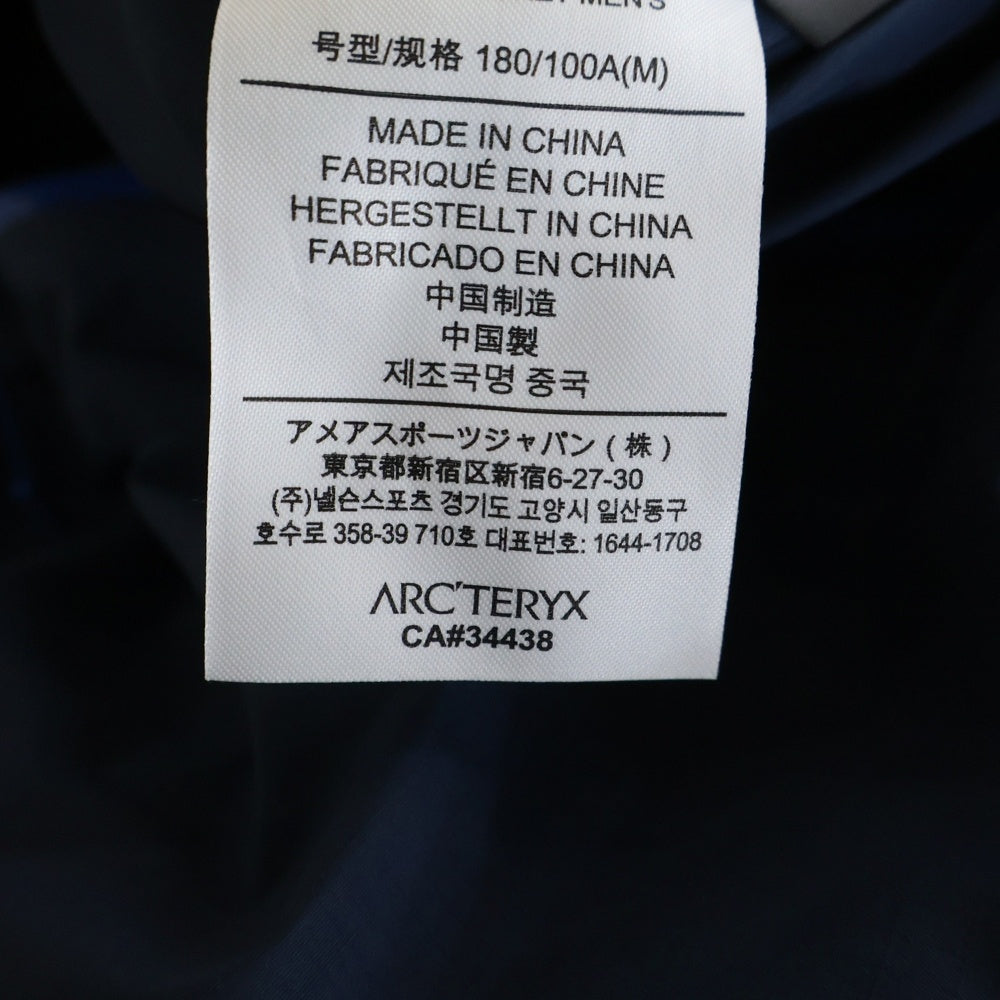 MEN'S
号型/规格 180/100A(M)
MADE IN CHINA
FABRIQUÉ EN CHINE
HERGESTELLT IN CHINA
FABRICADO EN CHINA
中国制造
中国製
제조국명 중국
アメアスポーツジャパン(株)
東京都新宿区新宿6-27-30
(주)넬슨스포츠 경기도 고양시 일산동구
호수로 358-39 710호 대표번호: 1644-1708
ARC'TERYX
CA#34438